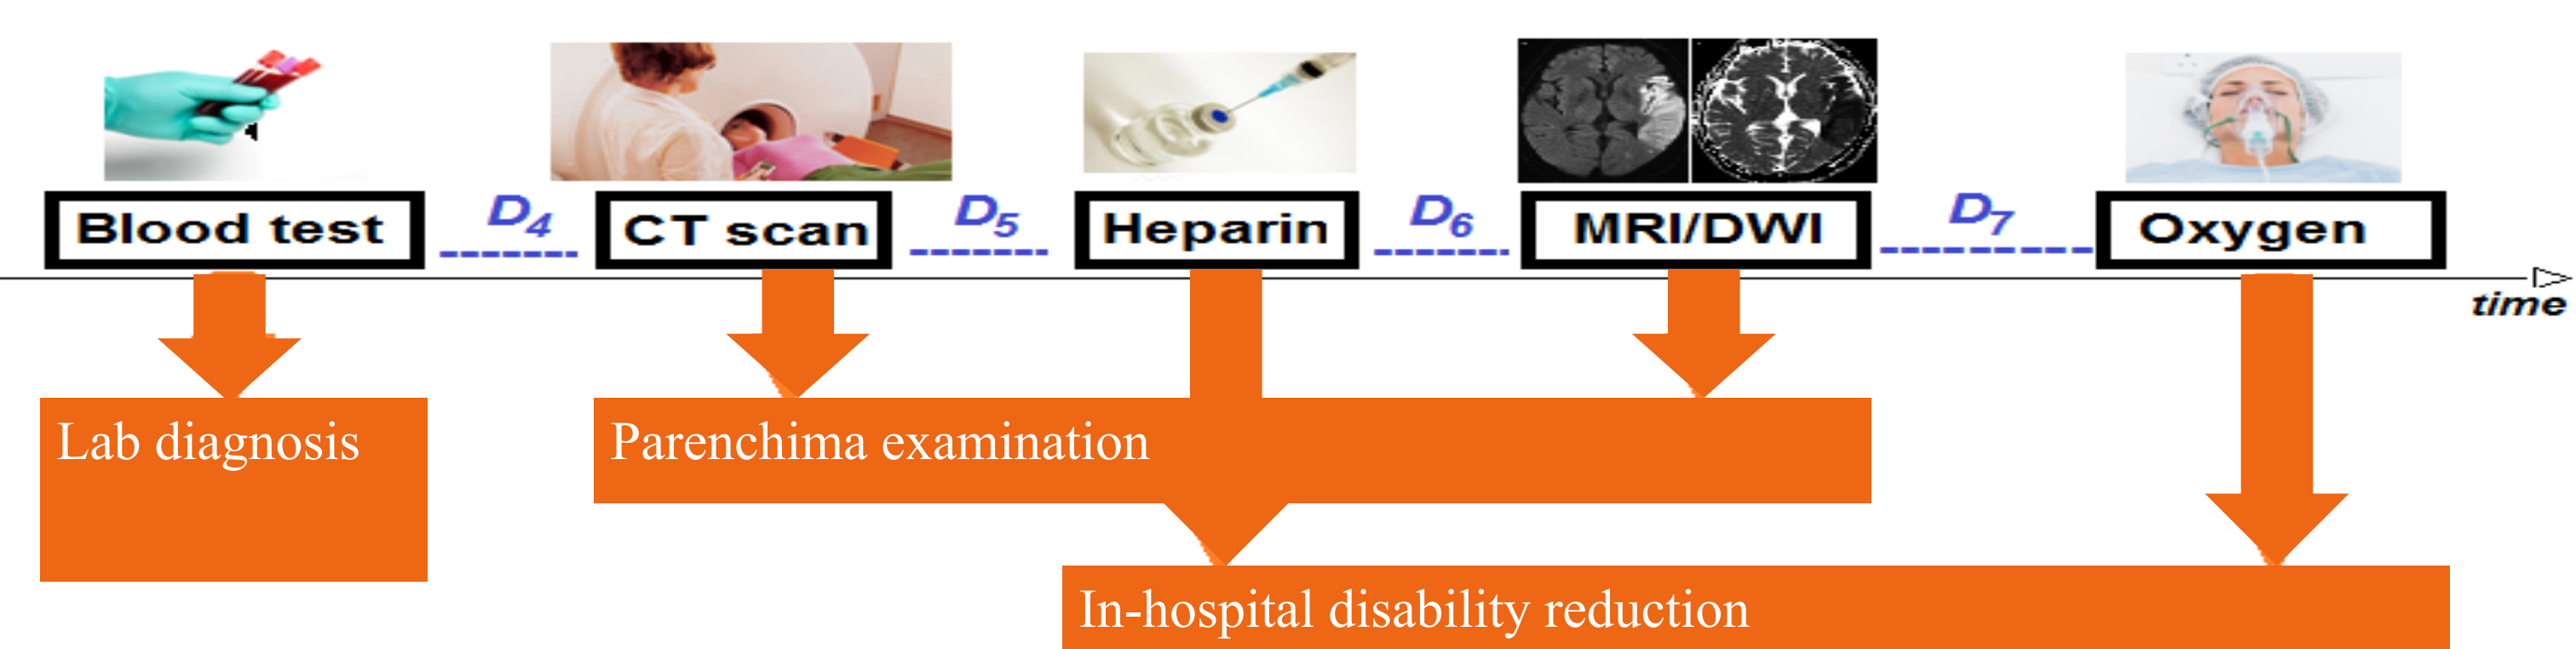 Blood test
D4
CT scan
D5
Heparin
D6
MRI/DWI
D7
Oxygen
time
Lab diagnosis
Parenchima examination
In-hospital disability reduction